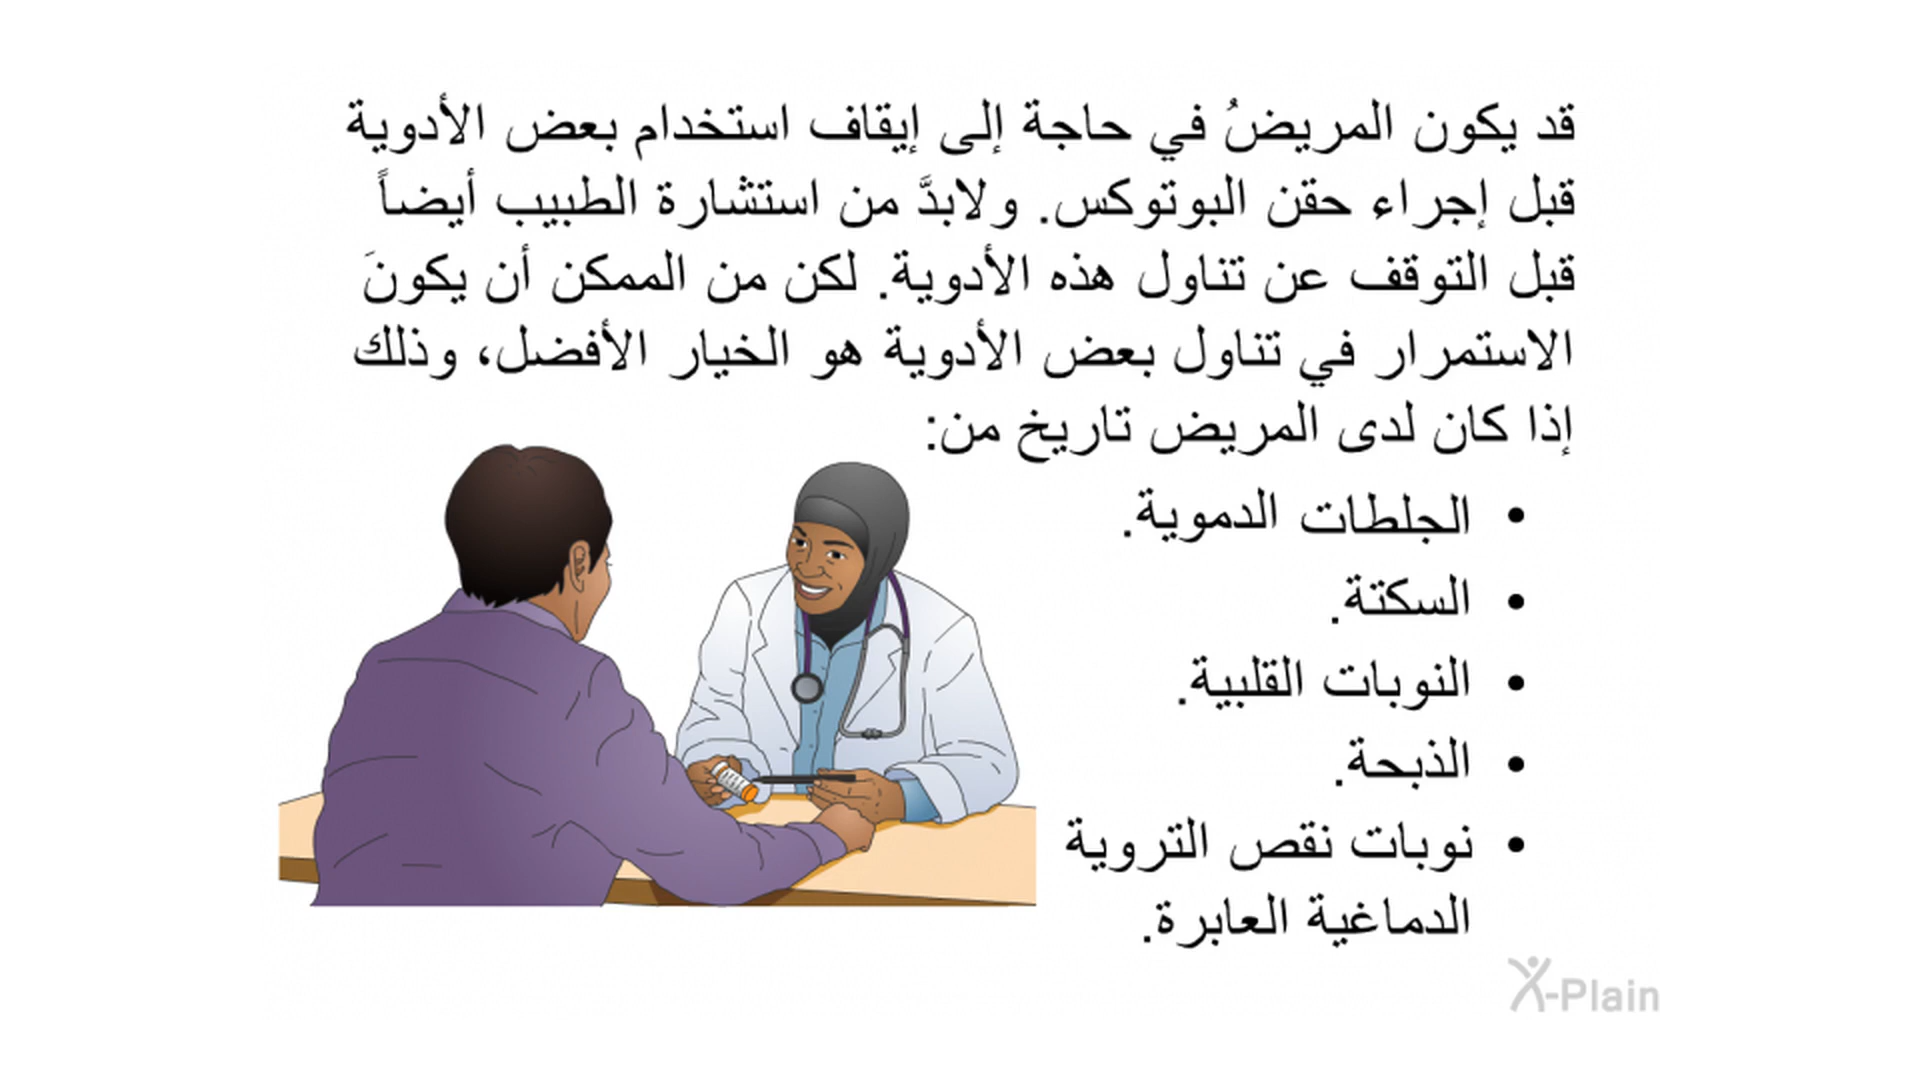 قد يكون المريضُ في حاجة إلى إيقاف استخدام بعض الأدوية
قبل إجراء حقن البوتوكس. ولابدَّ من استشارة الطبيب أيضاً
قبل التوقف عن تناول هذه الأدوية. لكن من الممكن أن يكونَ
الاستمرار في تناول بعض الأدوية هو الخيار الأفضل، وذلك
إذا كان لدى المريض تاريخ من:
• الجلطات الدموية.
• السكتة.
• النوبات القلبية.
• الذبحة.
• نوبات نقص التروية
الدماغية العابرة.
X-Plain